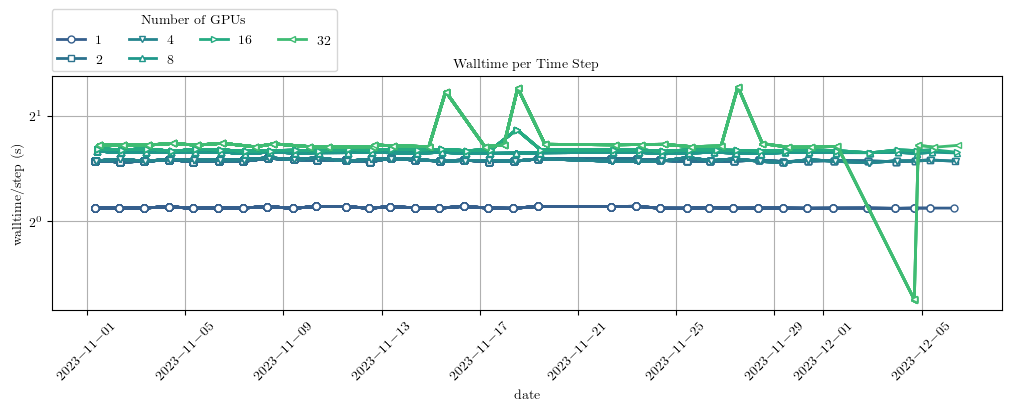 Number of GPUs
1 4 16 32
2 8
Walltime per Time Step
2^1
2^0
walltime/step (s)
2023−11−01 2023−11−05 2023−11−09 2023−11−13 2023−11−17 2023−11−21 2023−11−25 2023−11−29 2023−12−01 2023−12−05
date